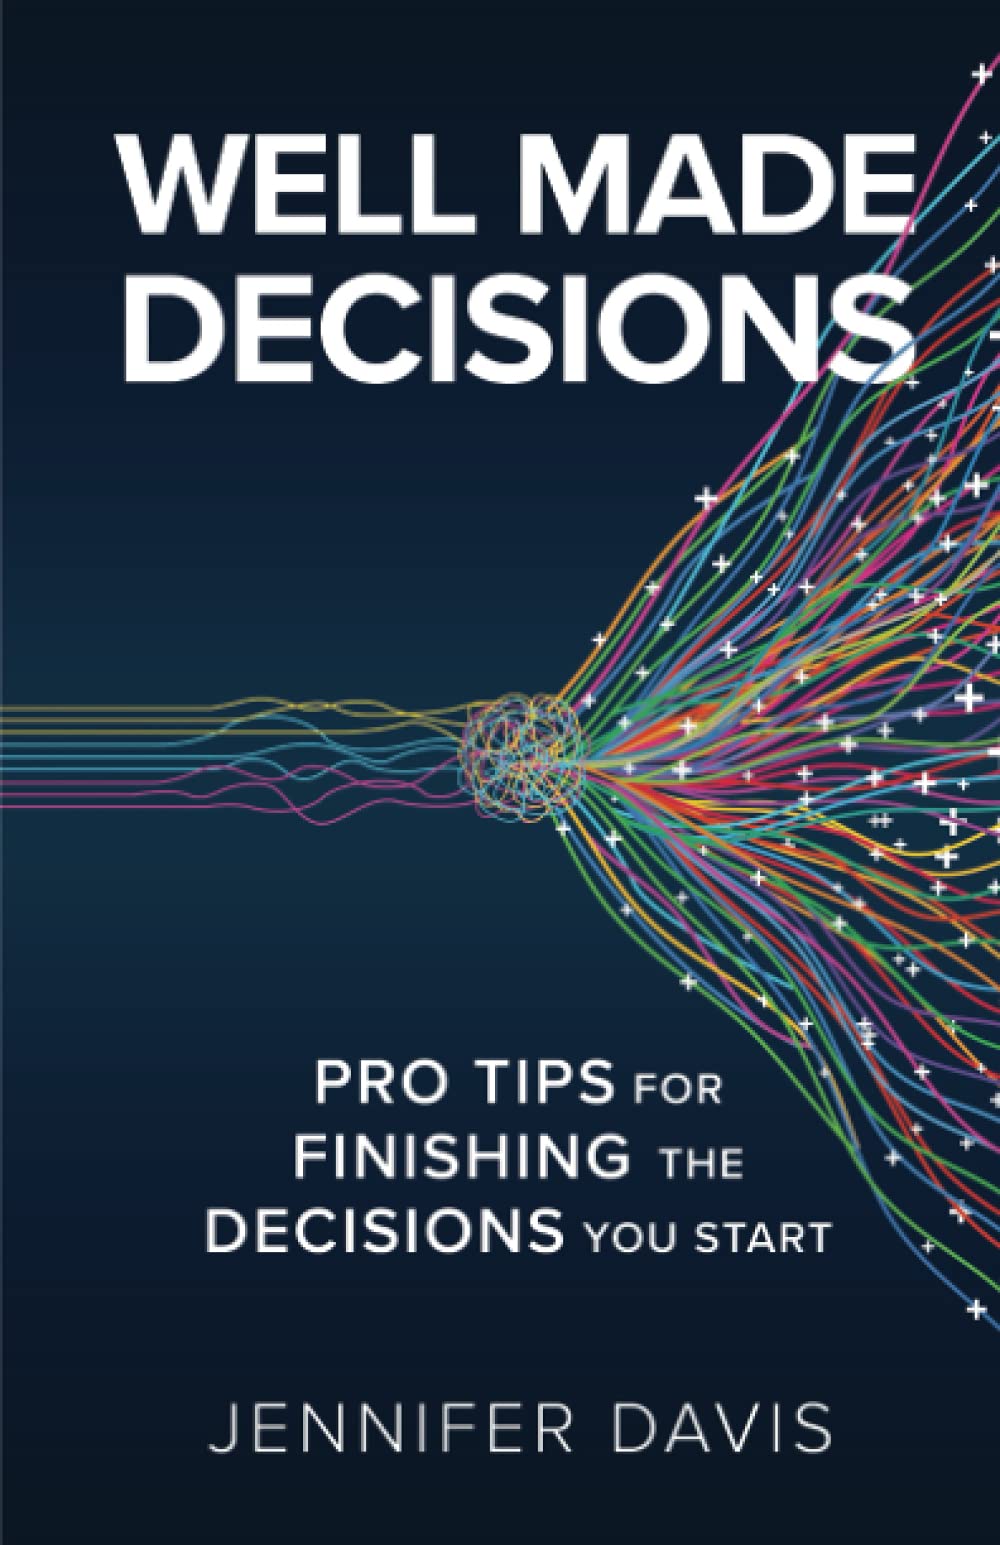 WELL MADE
DECISIONS
PRO TIPS FOR
FINISHING THE
DECISIONS YOU START
JENNIFER DAVIS